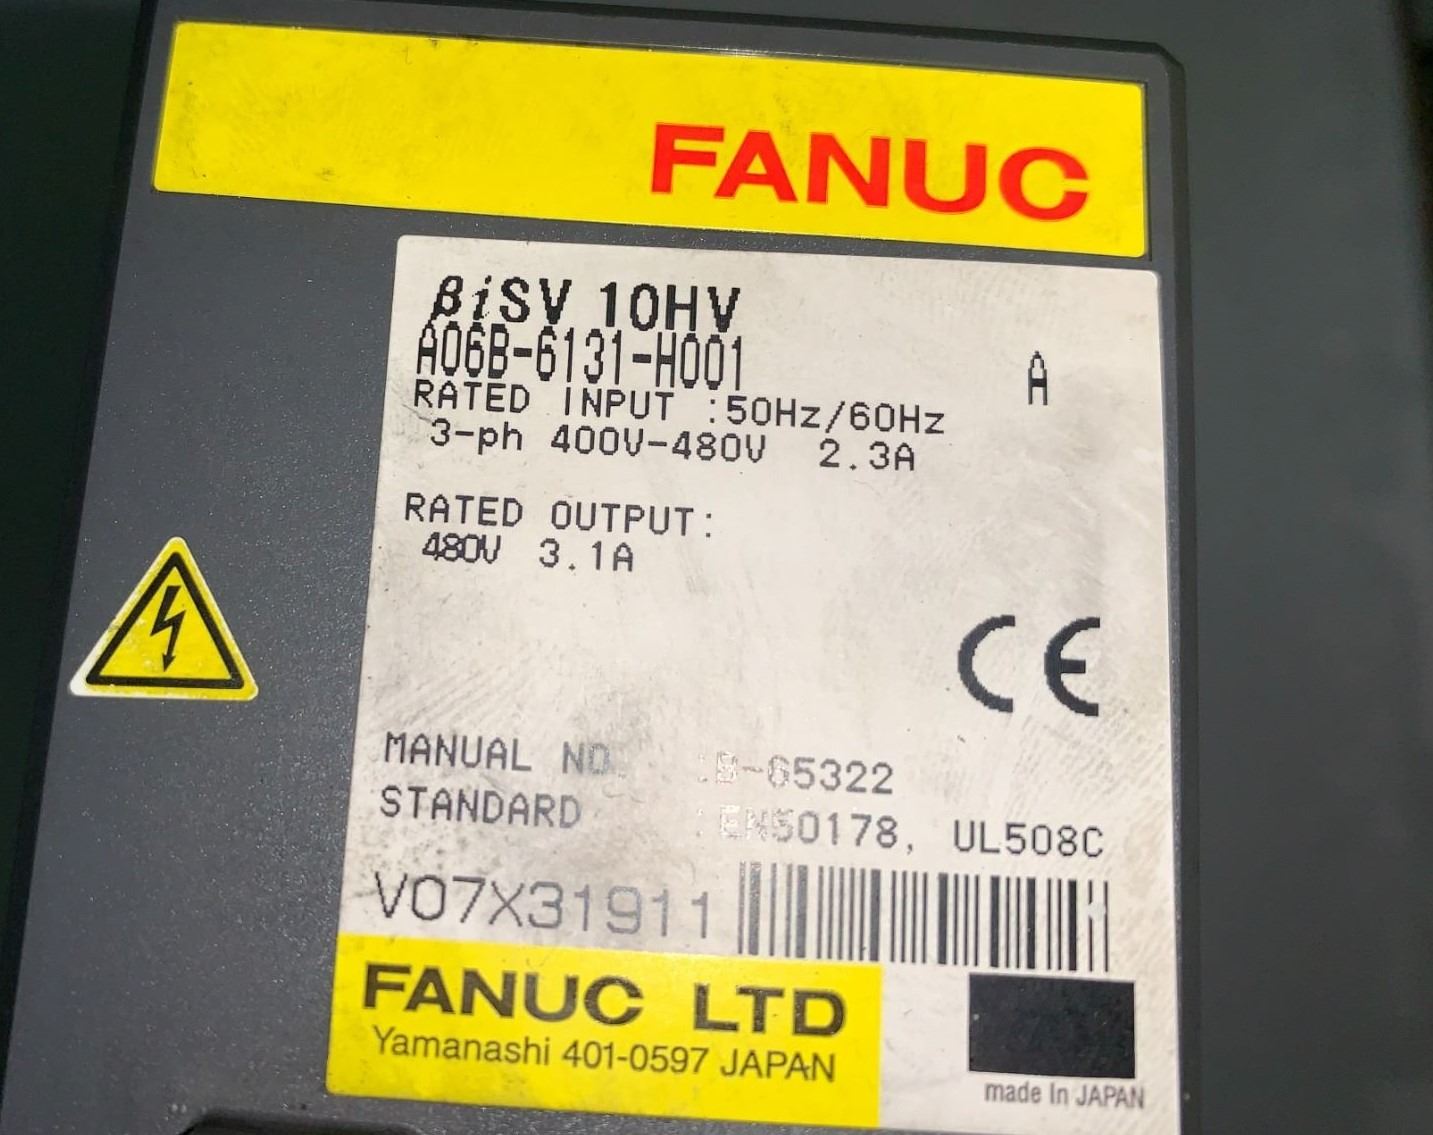 FANUC
βiSV 10HV
A06B-6131-H001
A
RATED INPUT :50Hz/60Hz
3-ph 400V-480V 2.3A
RATED OUTPUT:
480V 3.1A
CE
MANUAL NO. :B-65322
STANDARD :EN50178, UL508C
V07X31911
FANUC LTD
Yamanashi 401-0597 JAPAN
made In JAPAN